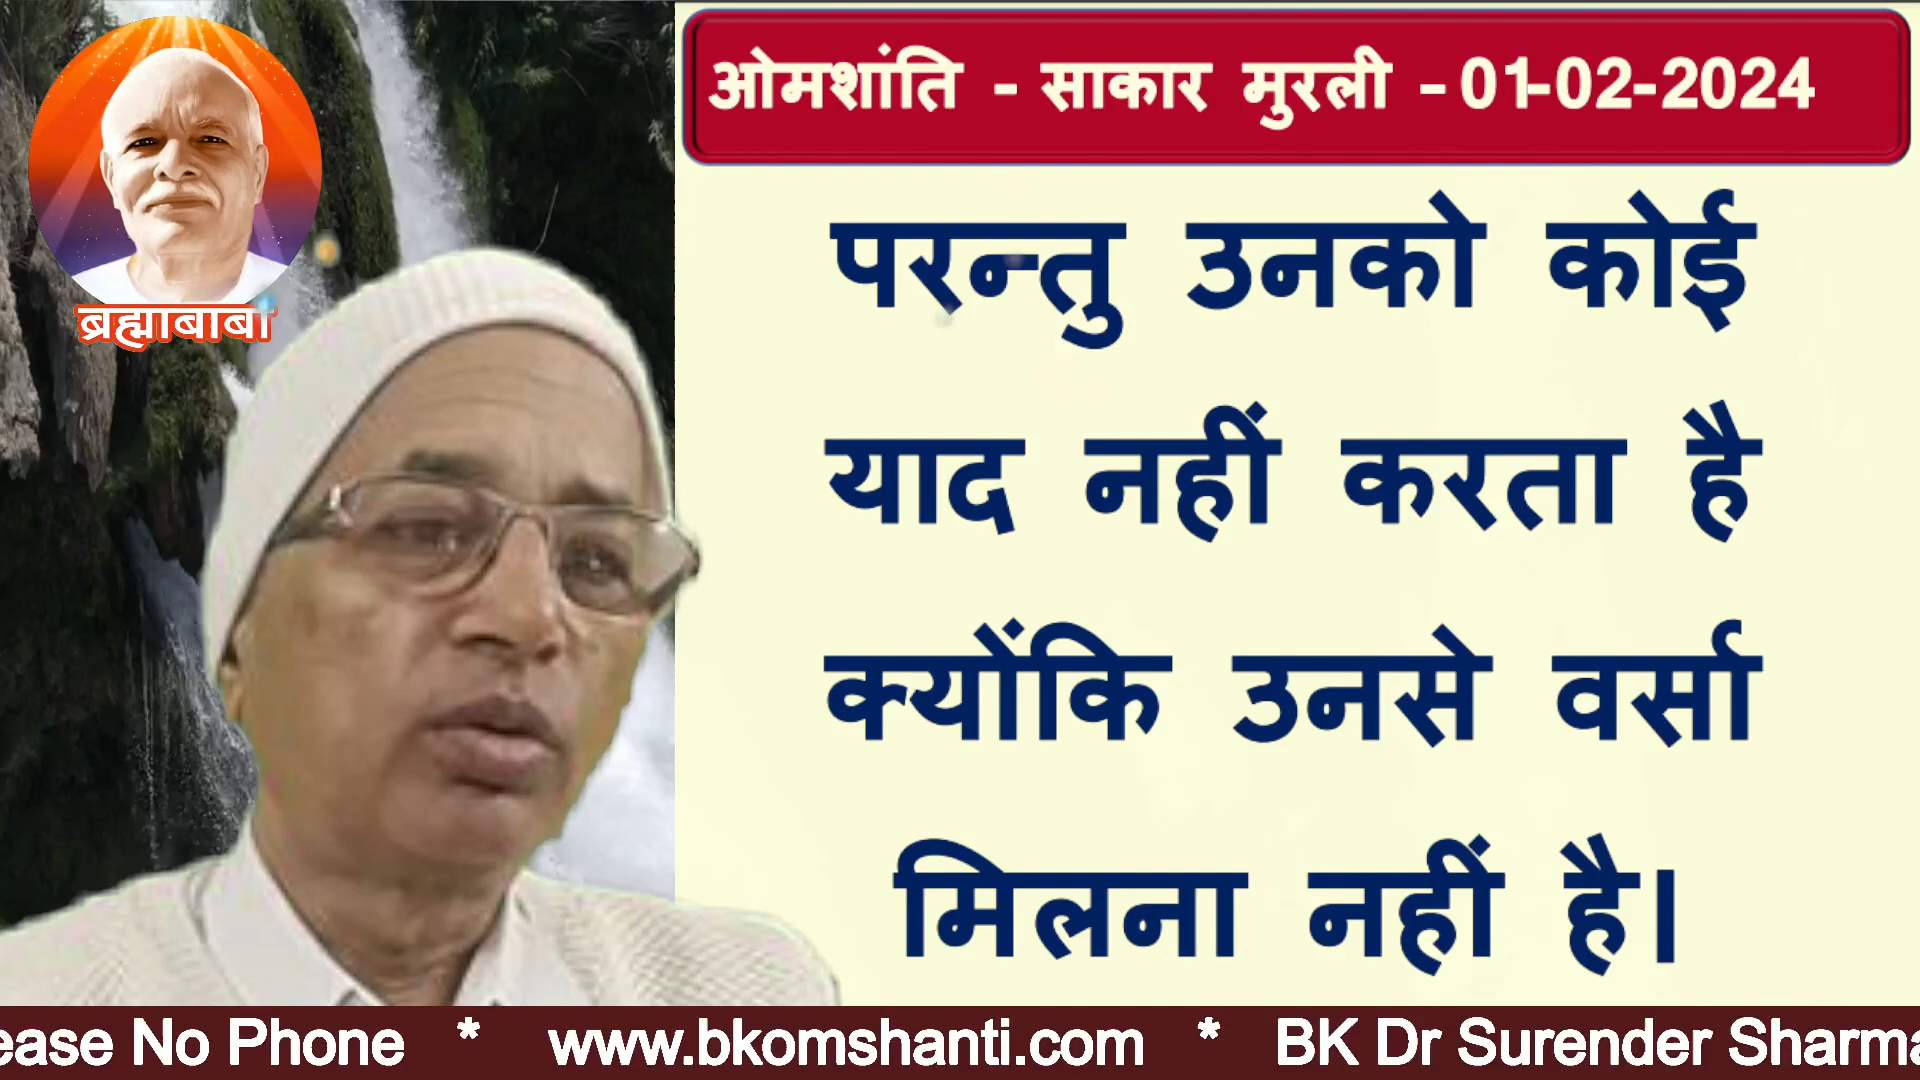 ओमशांति - साकार मुरली - 01-02-2024
ब्रह्माबाबा
परन्तु उनको कोई
याद नहीं करता है
क्योंकि उनसे वर्सा
मिलना नहीं है।
No Phone * www.bkomshanti.com * BK Dr Surender Sharma